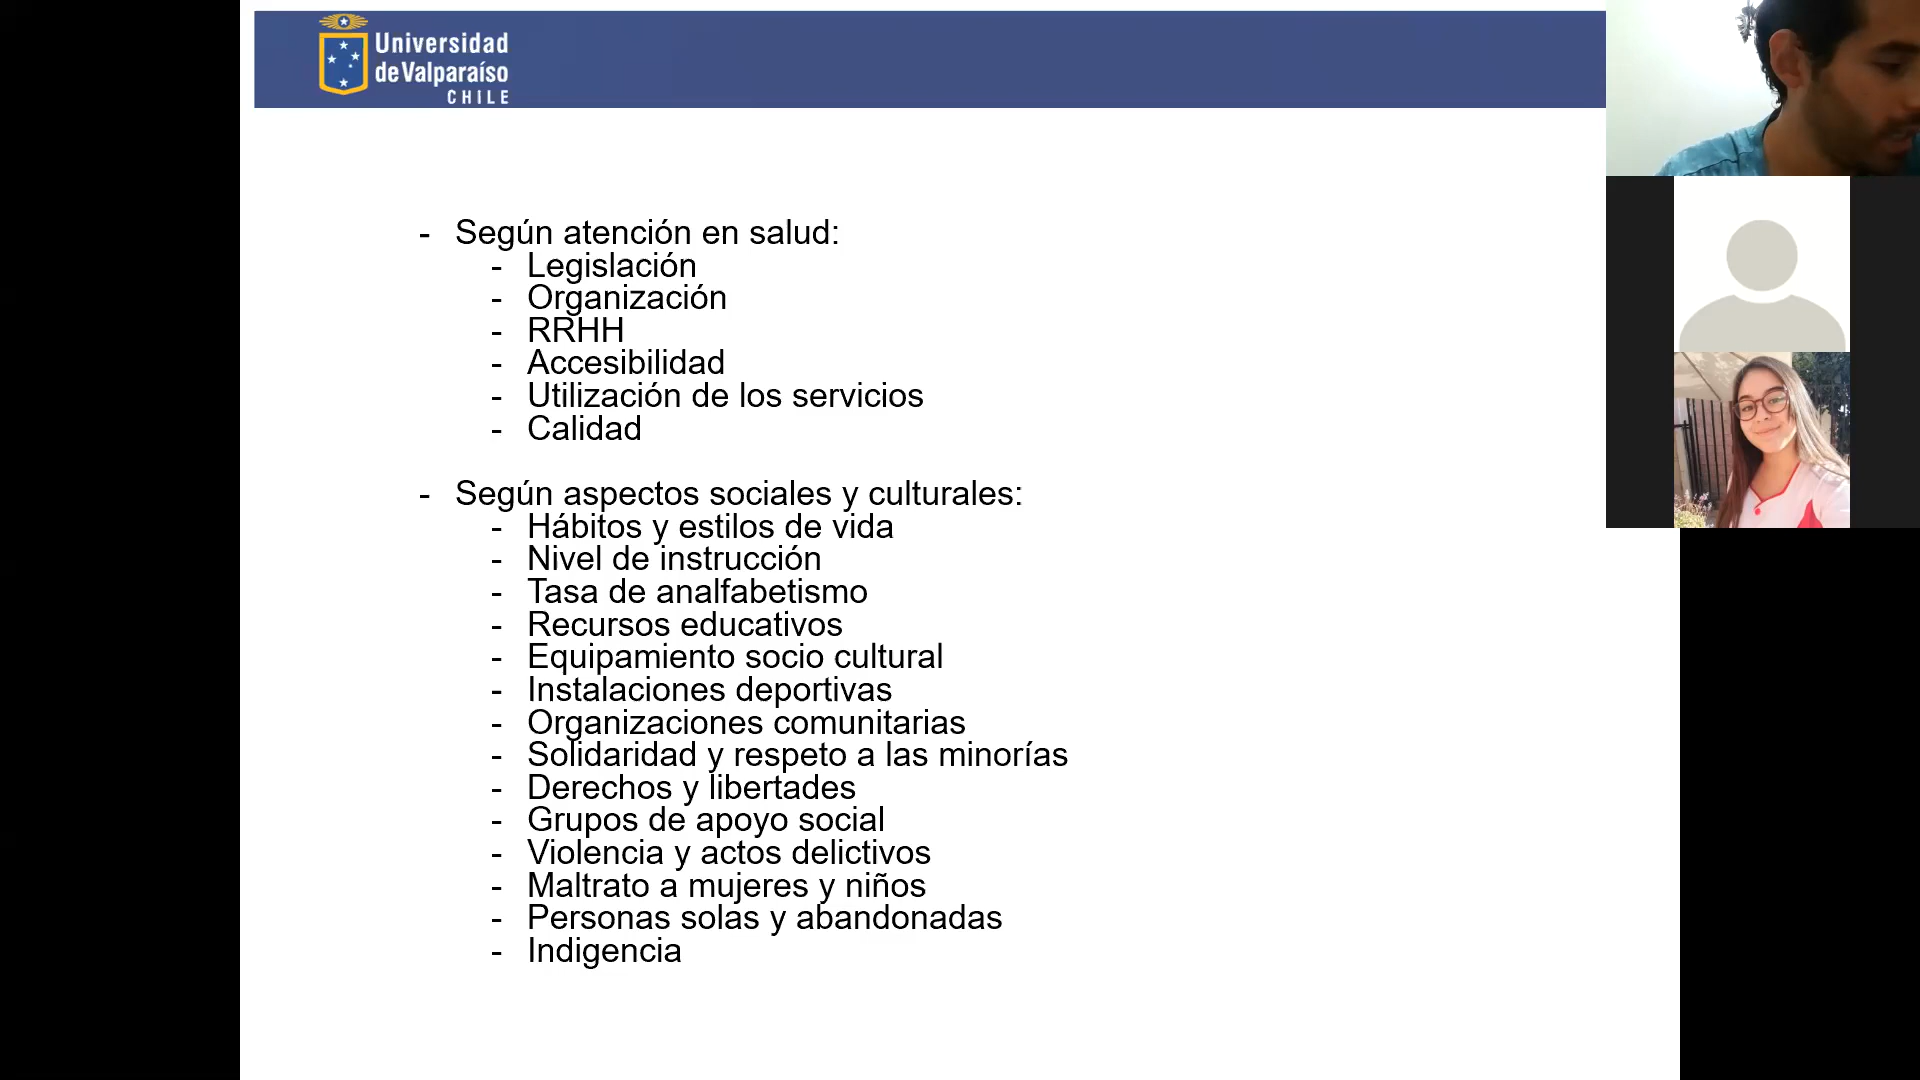 Universidad
de Valparaíso
CHILE
- Según atención en salud:
- Legislación
- Organización
- RRHH
- Accesibilidad
- Utilización de los servicios
- Calidad
- Según aspectos sociales y culturales:
- Hábitos y estilos de vida
- Nivel de instrucción
- Tasa de analfabetismo
- Recursos educativos
- Equipamiento socio cultural
- Instalaciones deportivas
- Organizaciones comunitarias
- Solidaridad y respeto a las minorías
- Derechos y libertades
- Grupos de apoyo social
- Violencia y actos delictivos
- Maltrato a mujeres y niños
- Personas solas y abandonadas
- Indigencia